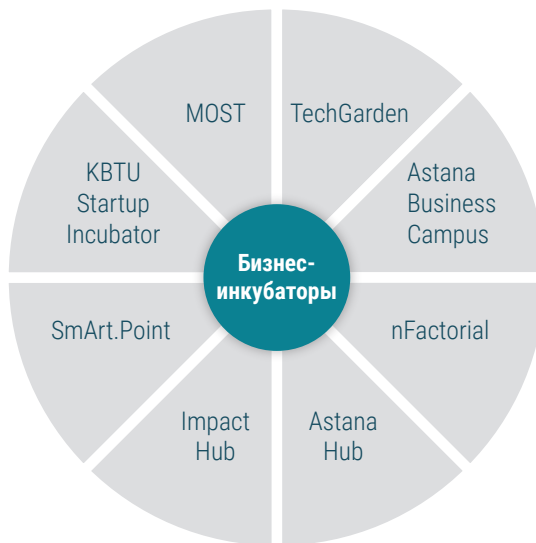 MOST
TechGarden
KBTU
Startup
Incubator
Astana
Business
Campus
Бизнес-
инкубаторы
SmArt.Point
nFactorial
Impact
Hub
Astana
Hub